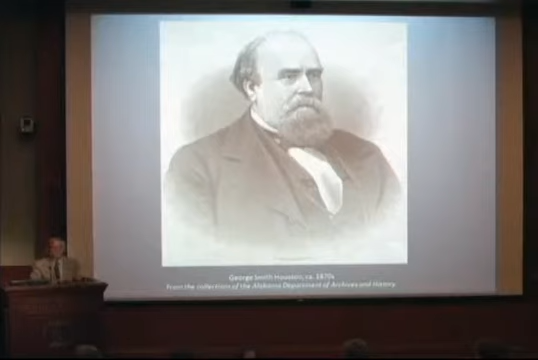 George Smith Houston, ca. 1870s
From the collections of the Alabama Department of Archives and History